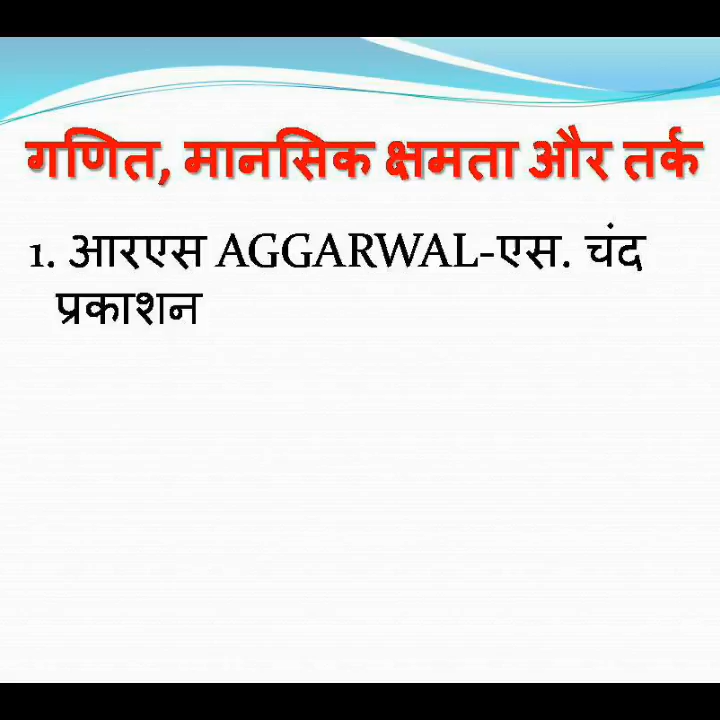 गणित, मानसिक क्षमता और तर्क
1. आरएस AGGARWAL-एस. चंद
प्रकाशन